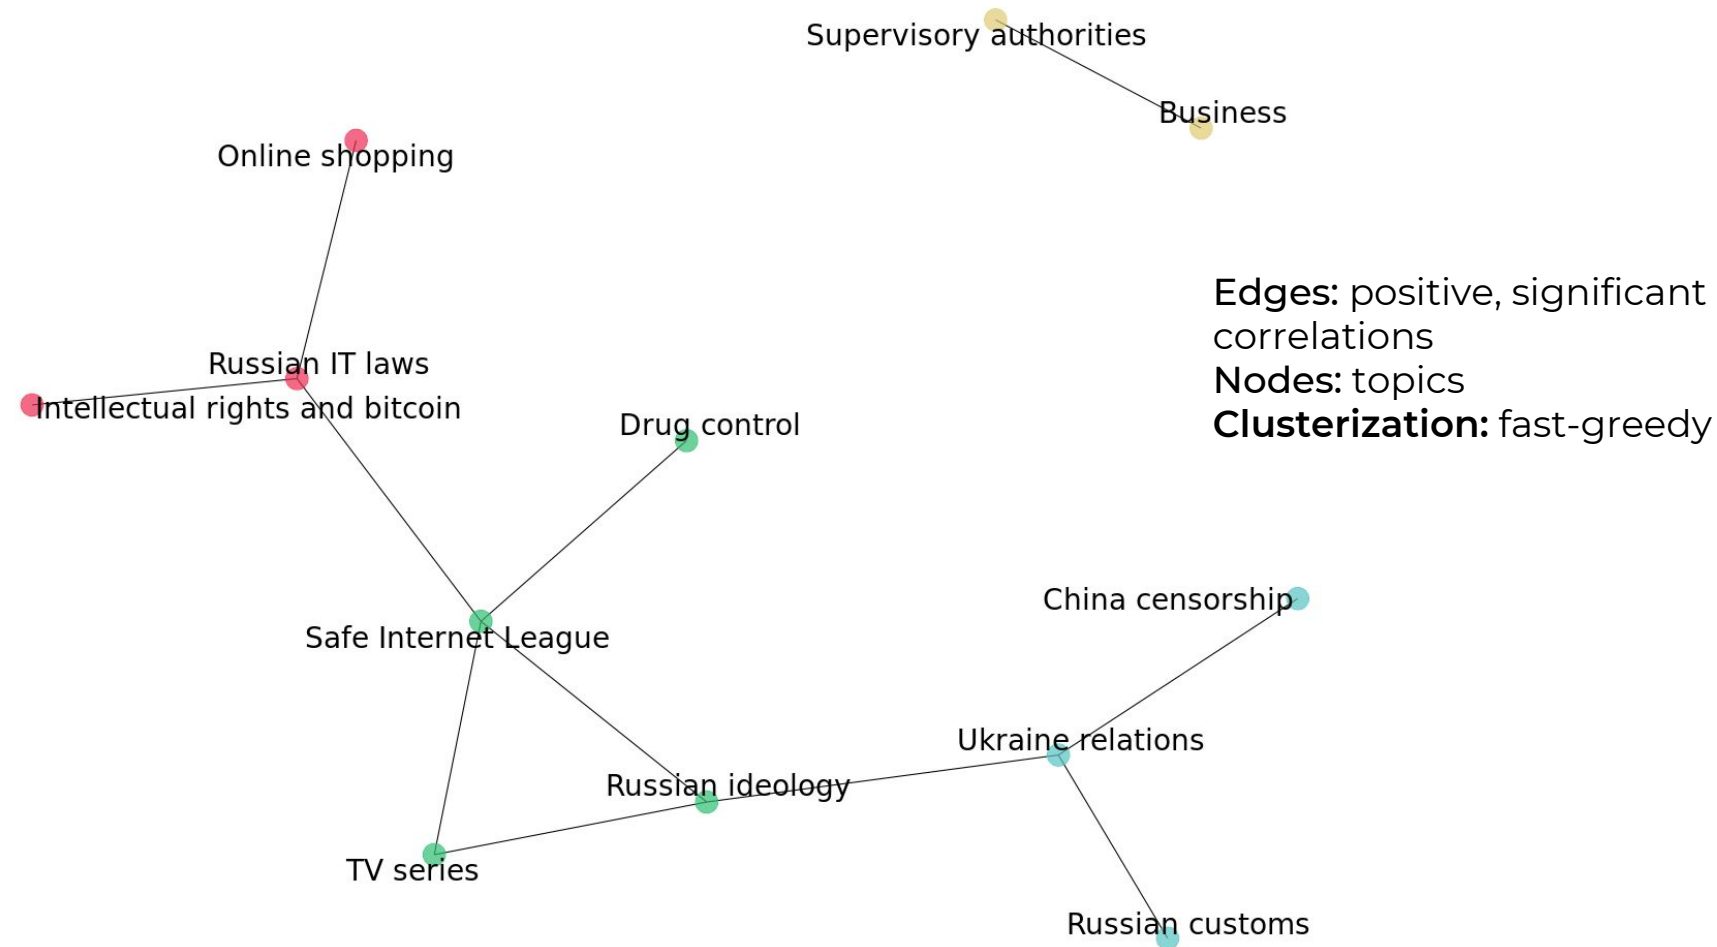 Supervisory authorities
Business
Online shopping
Edges: positive, significant
correlations
Nodes: topics
Clusterization: fast-greedy
Russian IT laws
Intellectual rights and bitcoin
Drug control
China censorship
Safe Internet League
Ukraine relations
Russian ideology
TV series
Russian customs